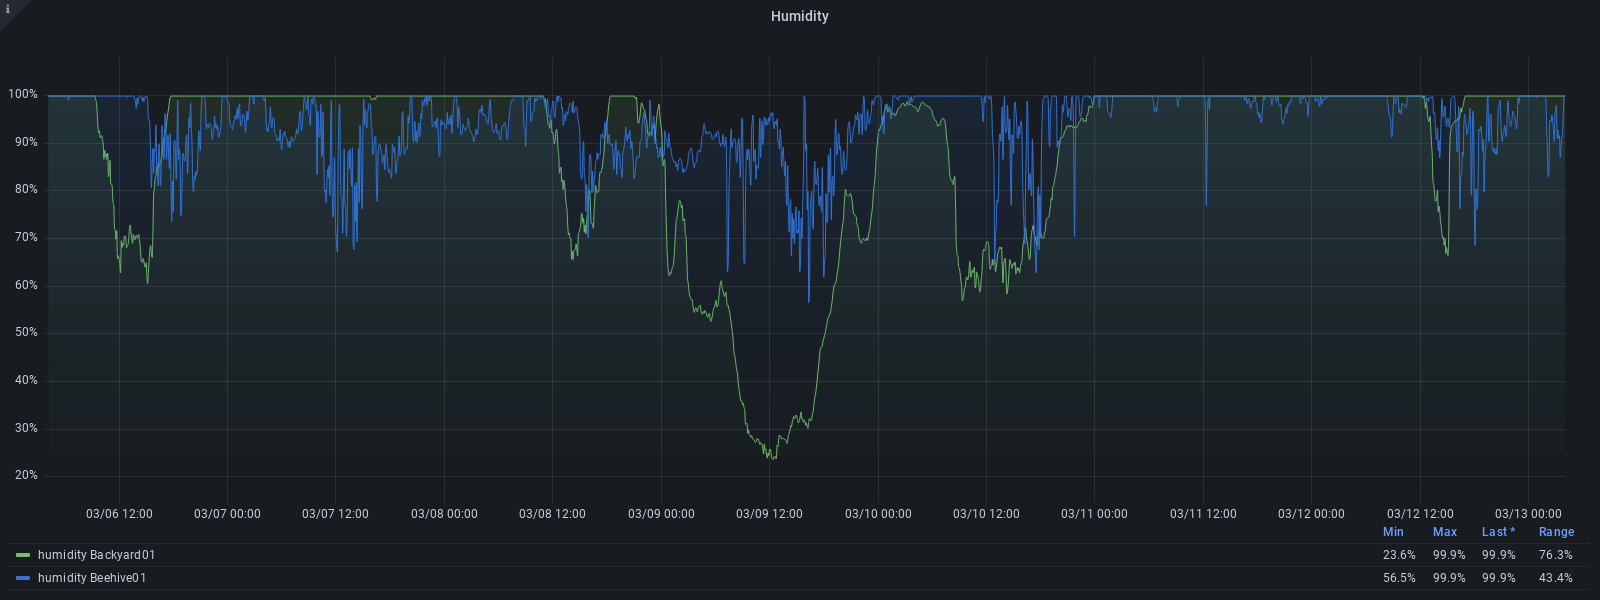 i
Humidity
100%
90%
80%
70%
60%
50%
40%
30%
20%
03/06 12:00 03/07 00:00 03/07 12:00 03/08 00:00 03/08 12:00 03/09 00:00 03/09 12:00 03/10 00:00 03/10 12:00 03/11 00:00 03/11 12:00 03/12 00:00 03/12 12:00 03/13 00:00
Min Max Last * Range
humidity Backyard01 23.6% 99.9% 99.9% 76.3%
humidity Beehive01 56.5% 99.9% 99.9% 43.4%